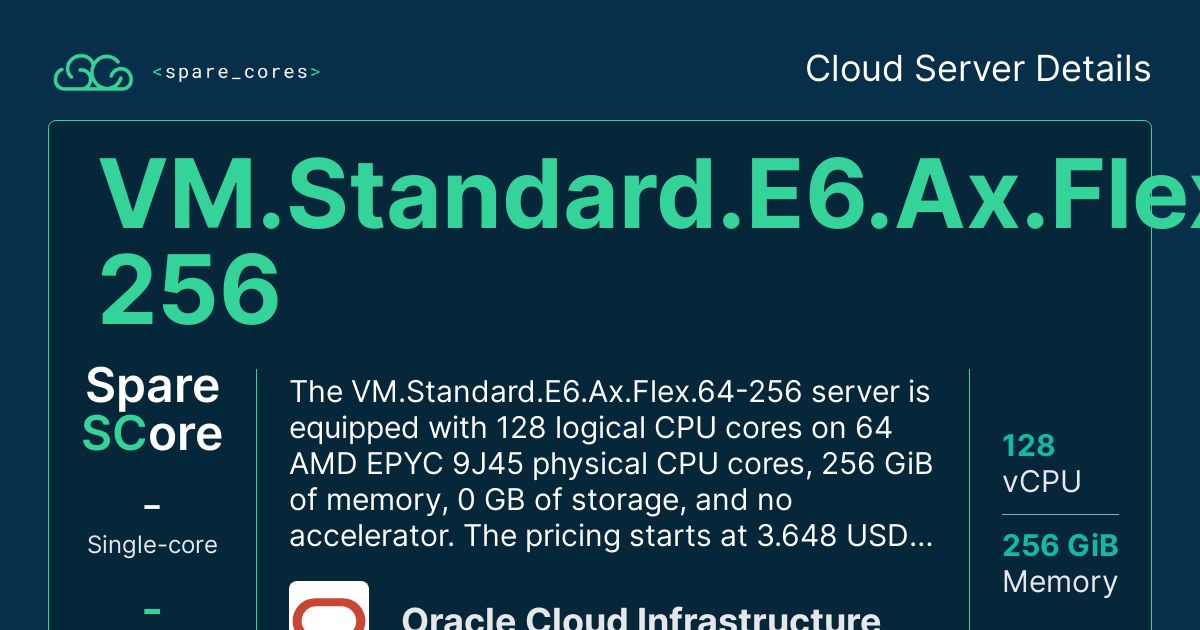 <spare_cores>
Cloud Server Details
VM.Standard.E6.Ax.Flex
256
Spare
SCore
–
Single-core
–
The VM.Standard.E6.Ax.Flex.64-256 server is
equipped with 128 logical CPU cores on 64
AMD EPYC 9J45 physical CPU cores, 256 GiB
of memory, 0 GB of storage, and no
accelerator. The pricing starts at 3.648 USD...
Oracle Cloud Infrastructure
128
vCPU
256 GiB
Memory